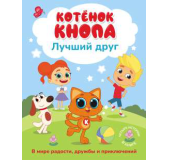 КОТЁНОК
КНОПА
Лучший друг
В мире радости, дружбы и приключений